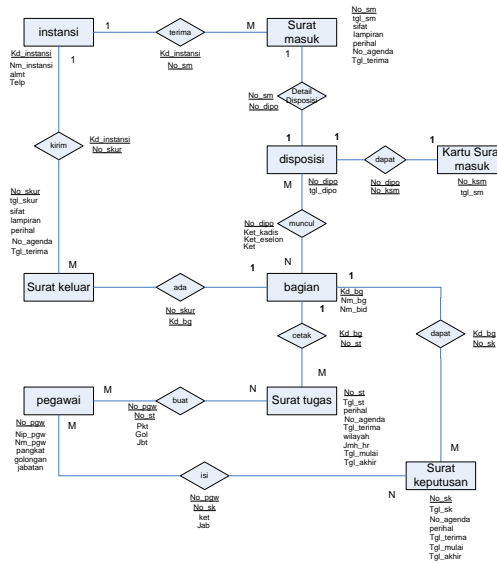 instansi
1
terima
M
Surat
masuk
Kd_instansi
Nm_instansi
almt
Telp
1
Kd_instansi
No_sm
No_sm
tgl_sm
sifat
lampiran
perihal
No_agenda
Tgl_terima
1
No_sm
No_dipo
Detail
Disposisi
kirim
Kd_instansi
No_skur
1
disposisi
1
dapat
1
Kartu Surat
masuk
M
No_dipo
tgl_dipo
No_dipo
No_ksm
No_ksm
tgl_sm
No_skur
tgl_skur
sifat
lampiran
perihal
No_agenda
Tgl_terima
No_dipo
Ket_kadis
Ket_eselon
Ket
muncul
M
N
Surat keluar
ada
1
bagian
1
No_skur
Kd_bg
1
Kd_bg
Nm_bg
Nm_bid
cetak
Kd_bg
No_st
dapat
Kd_bg
No_sk
M
pegawai
M
buat
N
Surat tugas
No_pgw
Nip_pgw
Nm_pgw
pangkat
golongan
jabatan
M
No_pgw
No_st
Pkt
Gol
Jbt
No_st
Tgl_st
perihal
No_agenda
Tgl_terima
wilayah
Jmh_hr
Tgl_mulai
Tgl_akhir
M
isi
N
Surat
keputusan
No_pgw
No_sk
ket
Jab
No_sk
Tgl_sk
No_agenda
perihal
Tgl_terima
Tgl_mulai
Tgl_akhir